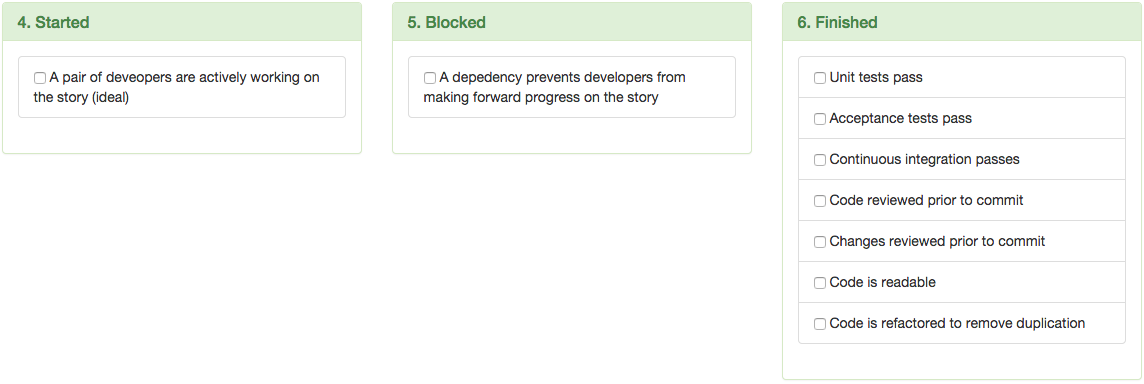 4. Started
A pair of deveopers are actively working on
the story (ideal)
5. Blocked
A depedency prevents developers from
making forward progress on the story
6. Finished
Unit tests pass
Acceptance tests pass
Continuous integration passes
Code reviewed prior to commit
Changes reviewed prior to commit
Code is readable
Code is refactored to remove duplication